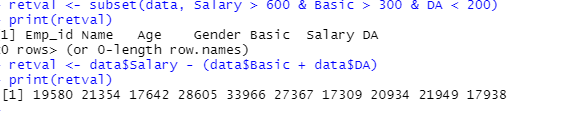 retval <- subset(data, Salary > 600 & Basic > 300 & DA < 200)
print(retval)
1] Emp_id Name   Age    Gender Basic  Salary DA
0 rows> (or 0-length row.names)
retval <- data$Salary - (data$Basic + data$DA)
print(retval)
[1] 19580 21354 17642 28605 33966 27367 17309 20934 21949 17938